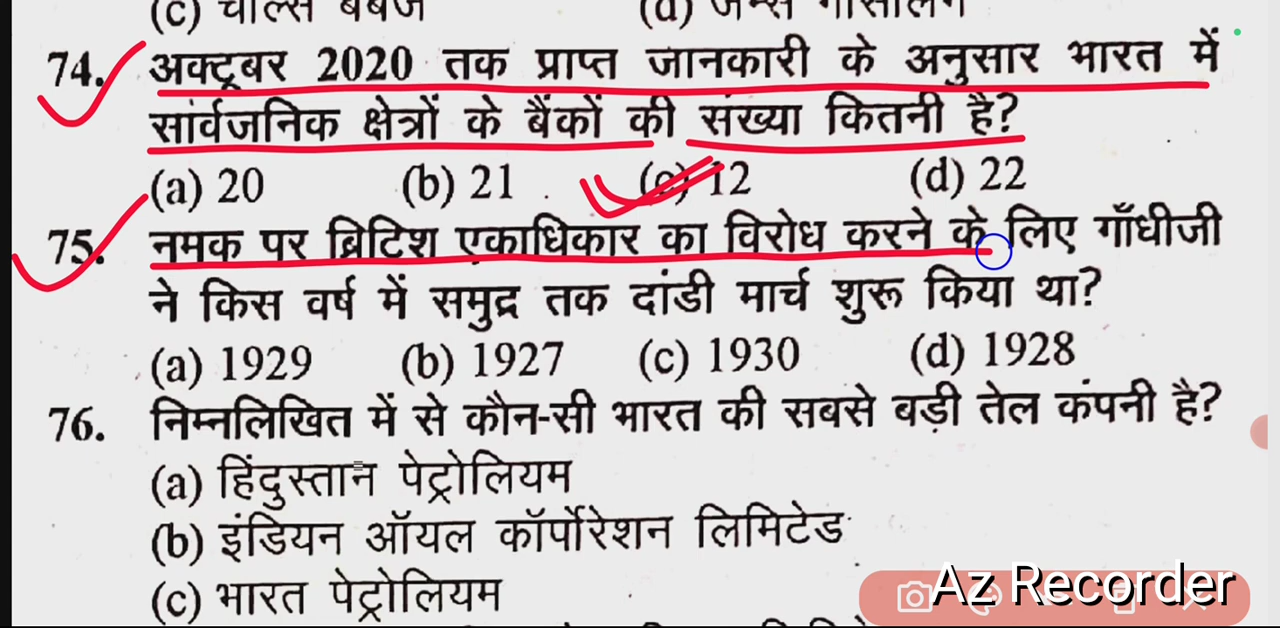 (c) चार्ल्स बैबेज (d) जेम्स गोसलिंग
74. अक्टूबर 2020 तक प्राप्त जानकारी के अनुसार भारत में
सार्वजनिक क्षेत्रों के बैंकों की संख्या कितनी है?
(a) 20 (b) 21 (c) 12 (d) 22
75. नमक पर ब्रिटिश एकाधिकार का विरोध करने के लिए गाँधीजी
ने किस वर्ष में समुद्र तक दांडी मार्च शुरू किया था?
(a) 1929 (b) 1927 (c) 1930 (d) 1928
76. निम्नलिखित में से कौन-सी भारत की सबसे बड़ी तेल कंपनी है?
(a) हिंदुस्तान पेट्रोलियम
(b) इंडियन ऑयल कॉर्पोरेशन लिमिटेड
(c) भारत पेट्रोलियम
Az Recorder